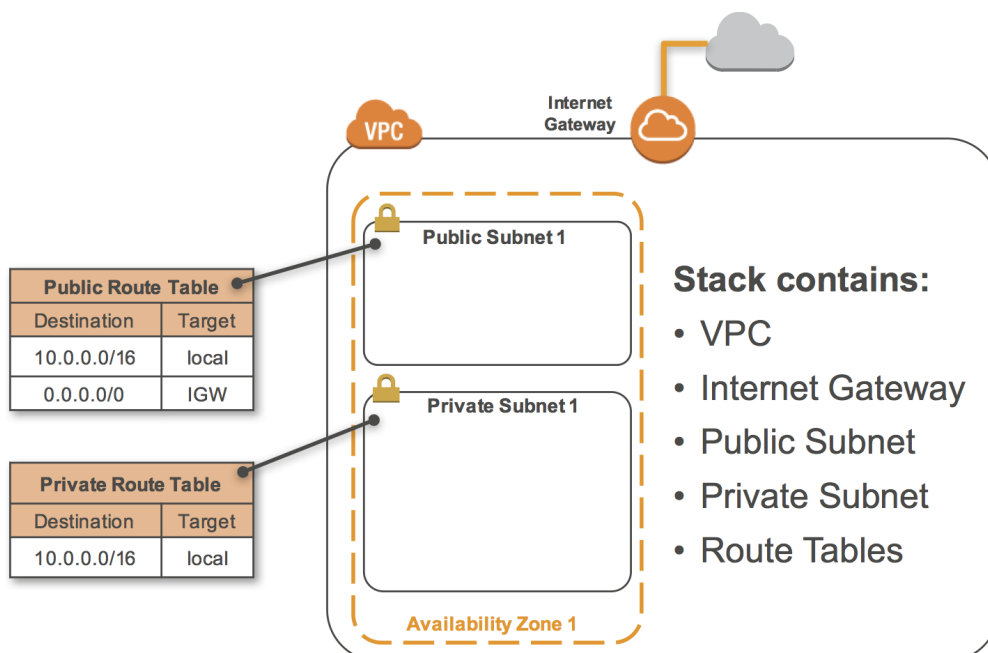 Internet
Gateway
VPC
Public Subnet 1
Public Route Table
Destination Target
10.0.0.0/16 local
0.0.0.0/0 IGW
Private Subnet 1
Private Route Table
Destination Target
10.0.0.0/16 local
Availability Zone 1
Stack contains:
• VPC
• Internet Gateway
• Public Subnet
• Private Subnet
• Route Tables